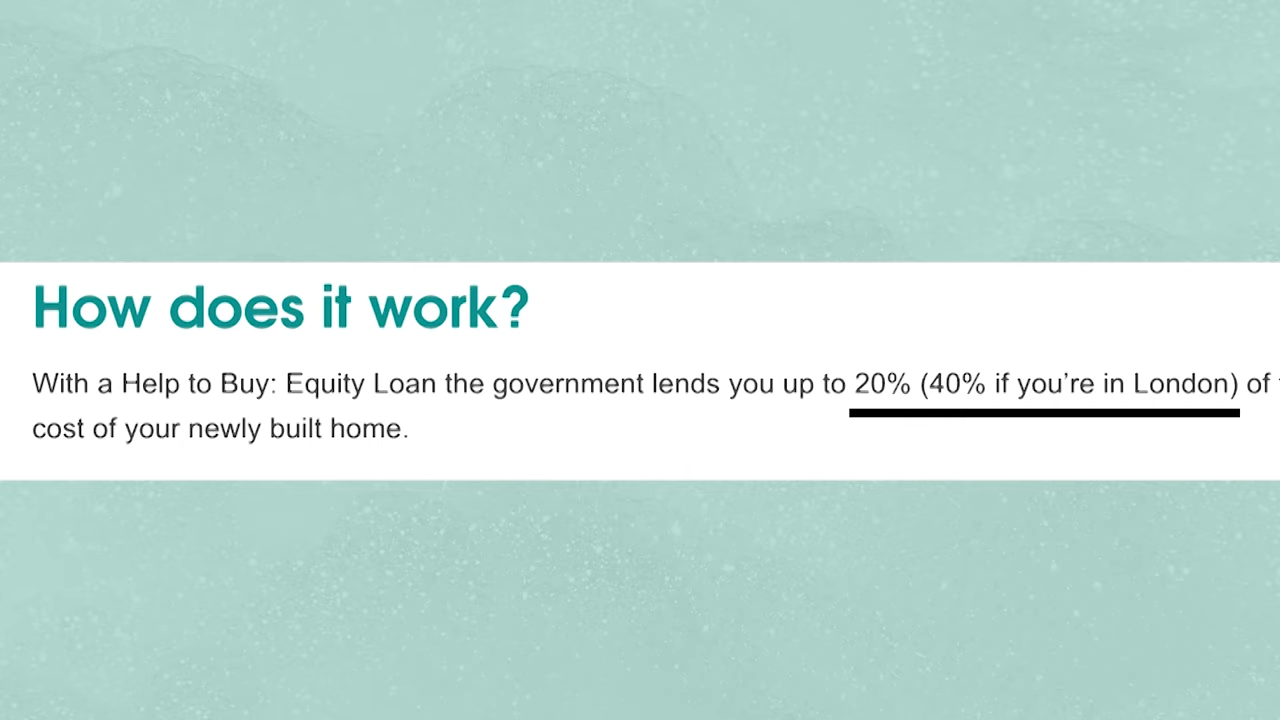 How does it work?
With a Help to Buy: Equity Loan the government lends you up to 20% (40% if you’re in London) of
cost of your newly built home.